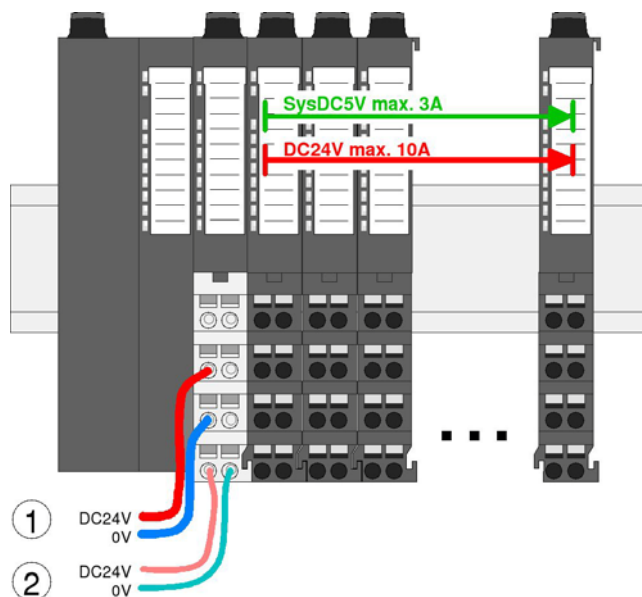 SysDC5V max. 3A
DC24V max. 10A
1 DC24V
0V
2 DC24V
0V